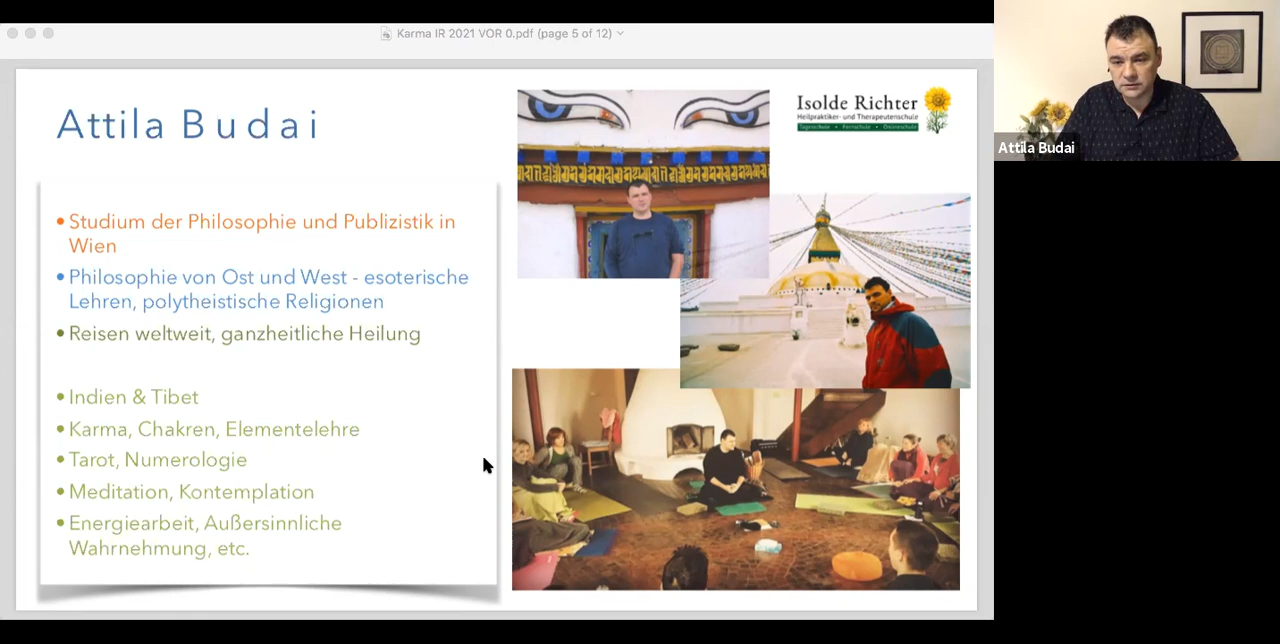 Karma IR 2021 VOR 0.pdf (page 5 of 12)
Attila Budai
Isolde Richter
Heilpraktiker- und Therapeutenschule
Tagesschule • Fernschule • Onlineschule
• Studium der Philosophie und Publizistik in
Wien
• Philosophie von Ost und West - esoterische
Lehren, polytheistische Religionen
• Reisen weltweit, ganzheitliche Heilung
• Indien & Tibet
• Karma, Chakren, Elementelehre
• Tarot, Numerologie
• Meditation, Kontemplation
• Energiearbeit, Außersinnliche
Wahrnehmung, etc.
Attila Budai